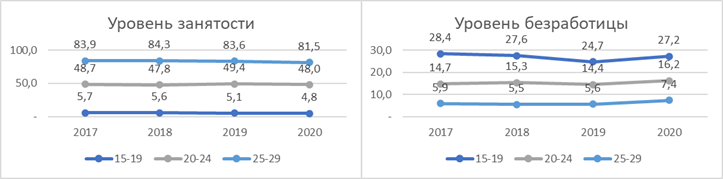 Уровень занятости
83,9 84,3 83,6 81,5
100,0
48,7 47,8 49,4 48,0
50,0
5,7 5,6 5,1 4,8
-
2017 2018 2019 2020
15-19 20-24 25-29
Уровень безработицы
28,4 27,6 24,7 27,2
30,0
14,7 15,3 14,4 16,2
20,0
5,9 5,5 5,6 7,4
10,0
-
2017 2018 2019 2020
15-19 20-24 25-29